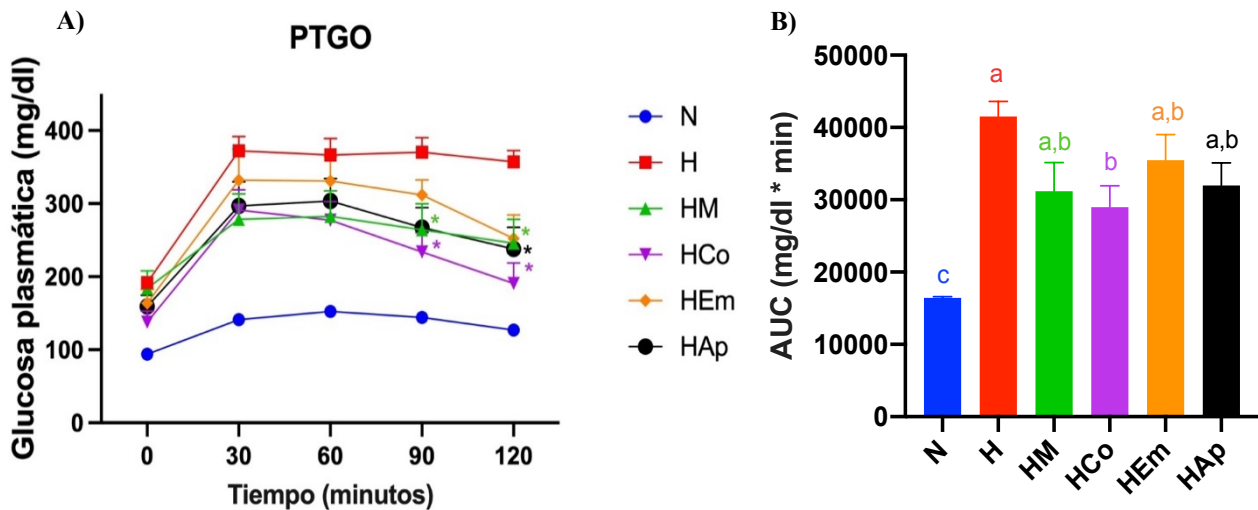 A)
PTGO
Glucosa plasmática (mg/dl)
400
300
200
100
0
0 30 60 90 120
Tiempo (minutos)
* * * * *
N
H
HM
HCo
HEm
HAp
B)
AUC (mg/dl * min)
50000
40000
30000
20000
10000
0
c a a,b b a,b a,b
N H HM HCo HEm HAp